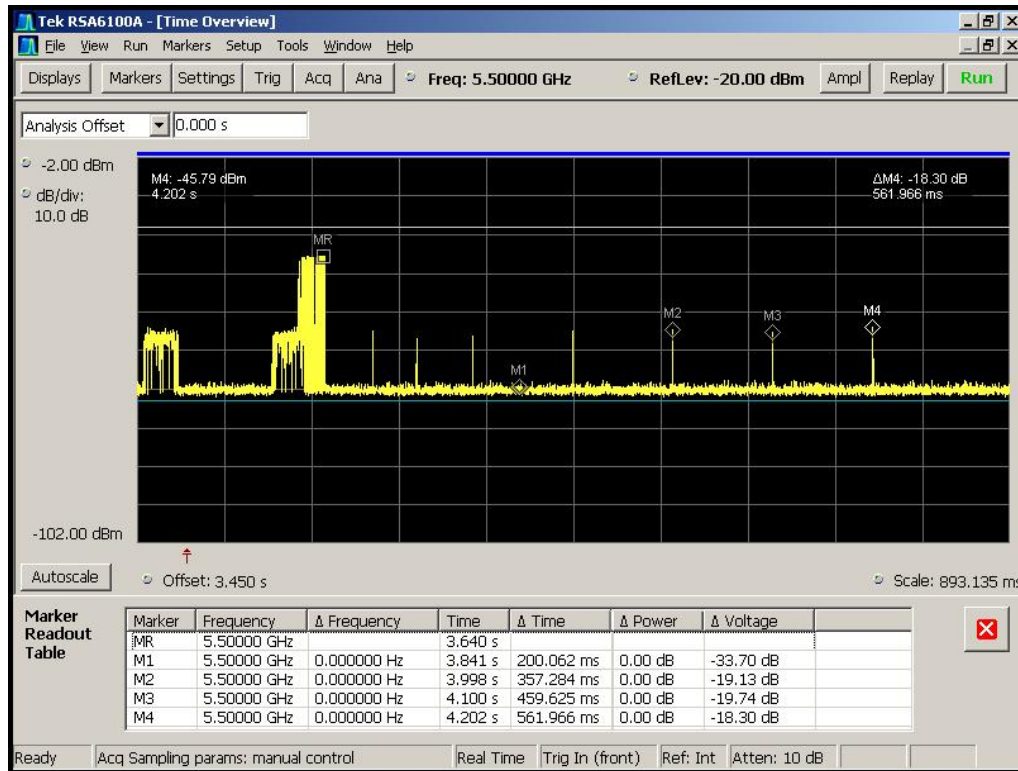 Tek RSA6100A - [Time Overview]
File View Run Markers Setup Tools Window Help
Displays Markers Settings Trig Acq Ana Freq: 5.50000 GHz RefLev: -20.00 dBm Ampl Replay Run
Analysis Offset 0.000 s
-2.00 dBm
dB/div:
10.0 dB
M4: -45.79 dBm
4.202 s
ΔM4: -18.30 dB
561.966 ms
MR
M1
M2
M3
M4
-102.00 dBm
Autoscale Offset: 3.450 s Scale: 893.135 ms
Marker
Readout
Table
Marker Frequency Δ Frequency Time Δ Time Δ Power Δ Voltage
MR 5.50000 GHz 3.640 s
M1 5.50000 GHz 0.000000 Hz 3.841 s 200.062 ms 0.00 dB -33.70 dB
M2 5.50000 GHz 0.000000 Hz 3.998 s 357.284 ms 0.00 dB -19.13 dB
M3 5.50000 GHz 0.000000 Hz 4.100 s 459.625 ms 0.00 dB -19.74 dB
M4 5.50000 GHz 0.000000 Hz 4.202 s 561.966 ms 0.00 dB -18.30 dB
Ready Acq Sampling params: manual control Real Time Trig In (front) Ref: Int Atten: 10 dB